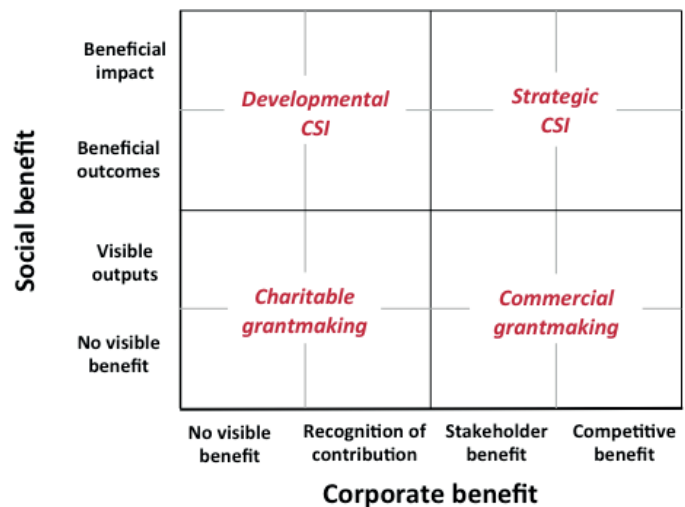 Beneficial
impact
Developmental
CSI
Strategic
CSI
Beneficial
outcomes
Social benefit
Visible
outputs
Charitable
grantmaking
Commercial
grantmaking
No visible
benefit
No visible
benefit
Recognition of
contribution
Stakeholder
benefit
Competitive
benefit
Corporate benefit